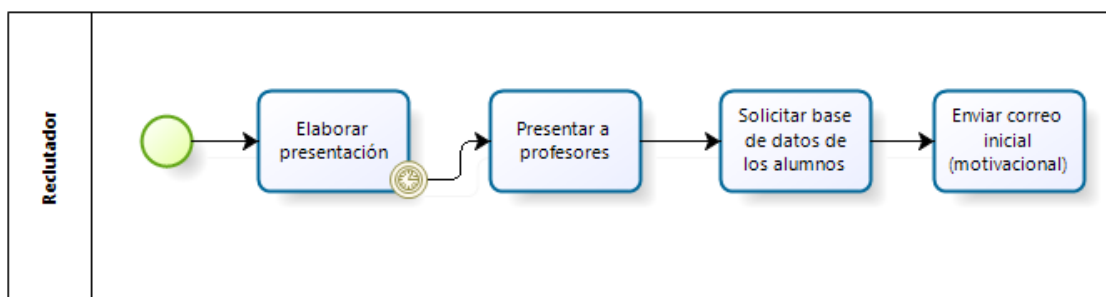 Reclutador
Elaborar
presentación
Presentar a
profesores
Solicitar base
de datos de
los alumnos
Enviar correo
inicial
(motivacional)